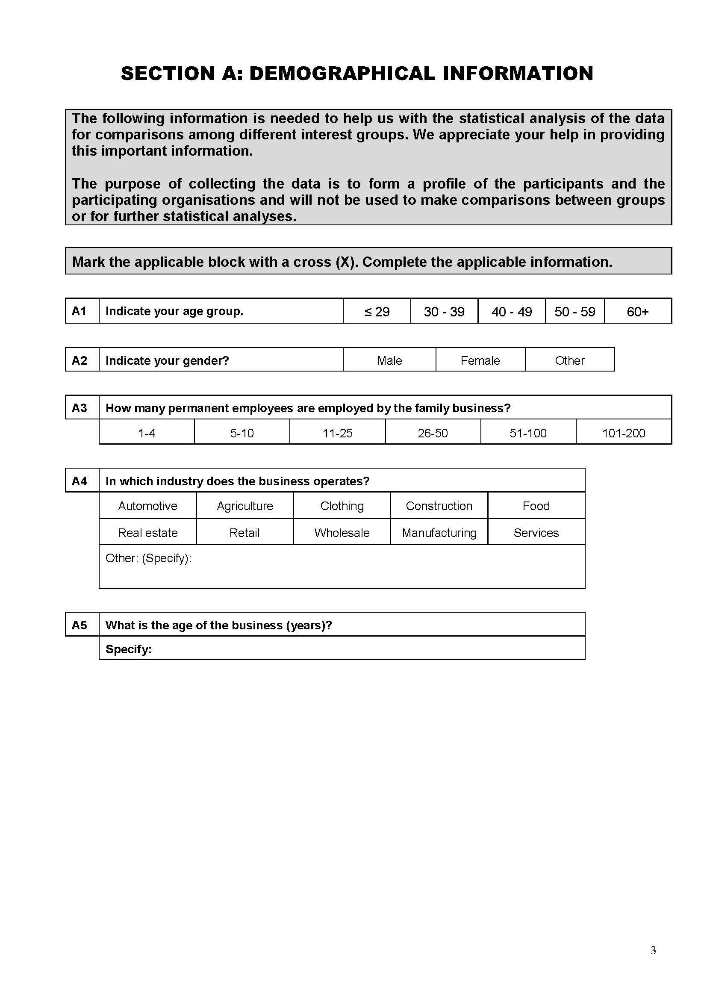 SECTION A: DEMOGRAPHICAL INFORMATION
The following information is needed to help us with the statistical analysis of the data
for comparisons among different interest groups. We appreciate your help in providing
this important information.
The purpose of collecting the data is to form a profile of the participants and the
participating organisations and will not be used to make comparisons between groups
or for further statistical analyses.
Mark the applicable block with a cross (X). Complete the applicable information.
A1 Indicate your age group. ≤ 29 30 - 39 40 - 49 50 - 59 60+
A2 Indicate your gender? Male Female Other
A3 How many permanent employees are employed by the family business?
1-4 5-10 11-25 26-50 51-100 101-200
A4 In which industry does the business operates?
Automotive Agriculture Clothing Construction Food
Real estate Retail Wholesale Manufacturing Services
Other: (Specify):
A5 What is the age of the business (years)?
Specify:
3